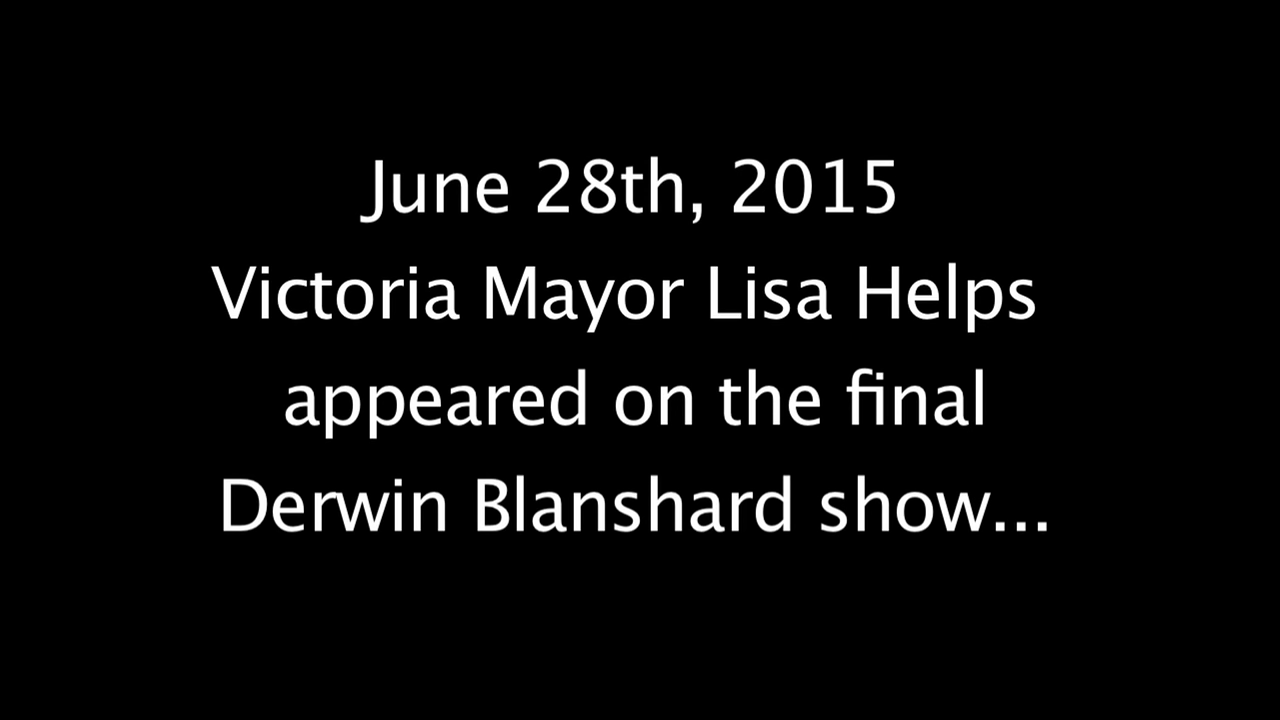 June 28th, 2015
Victoria Mayor Lisa Helps
appeared on the final
Derwin Blanshard show...